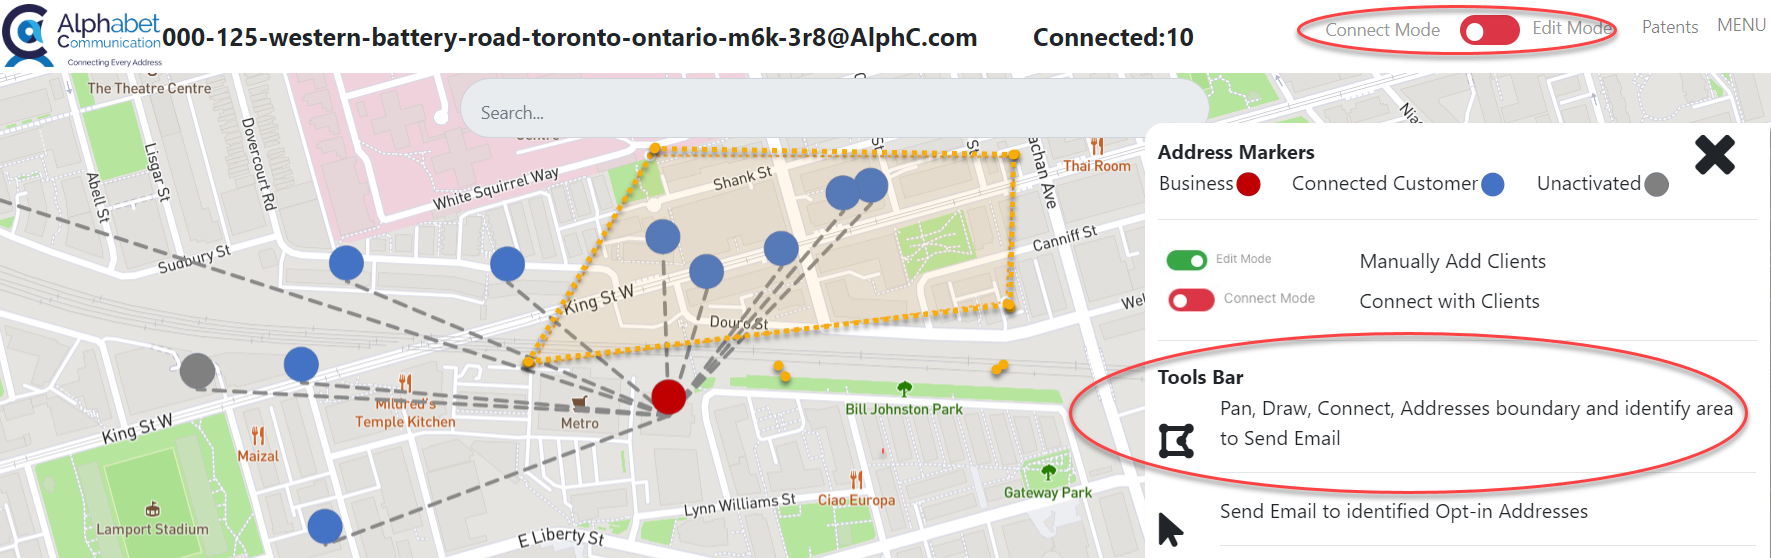 Alphabet
Communication
Connecting Every Address
000-125-western-battery-road-toronto-ontario-m6k-3r8@AlphC.com
Connected:10
Connect Mode
Edit Mode
Patents
MENU
The Theatre Centre
Search...
Dovercourt Rd
Lisgar St
Abell St
White Squirrel Way
Shank St
St
St
Thai Room
Canniff St
Sudbury St
King St W
Douro St
Mildred's
Temple Kitchen
Metro
Bill Johnston Park
King St W
Maizal
Lamport Stadium
Lynn Williams St
Ciao Europa
Gateway Park
E Liberty St
Address Markers
Business
Connected Customer
Unactivated
Edit Mode
Manually Add Clients
Connect Mode
Connect with Clients
Tools Bar
Pan, Draw, Connect, Addresses boundary and identify area
to Send Email
Send Email to identified Opt-in Addresses